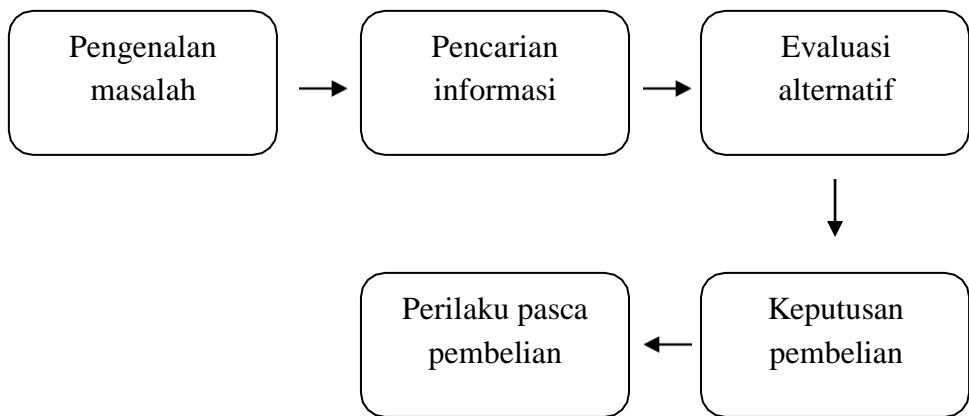 Pengenalan
masalah
Pencarian
informasi
Evaluasi
alternatif
Keputusan
pembelian
Perilaku pasca
pembelian